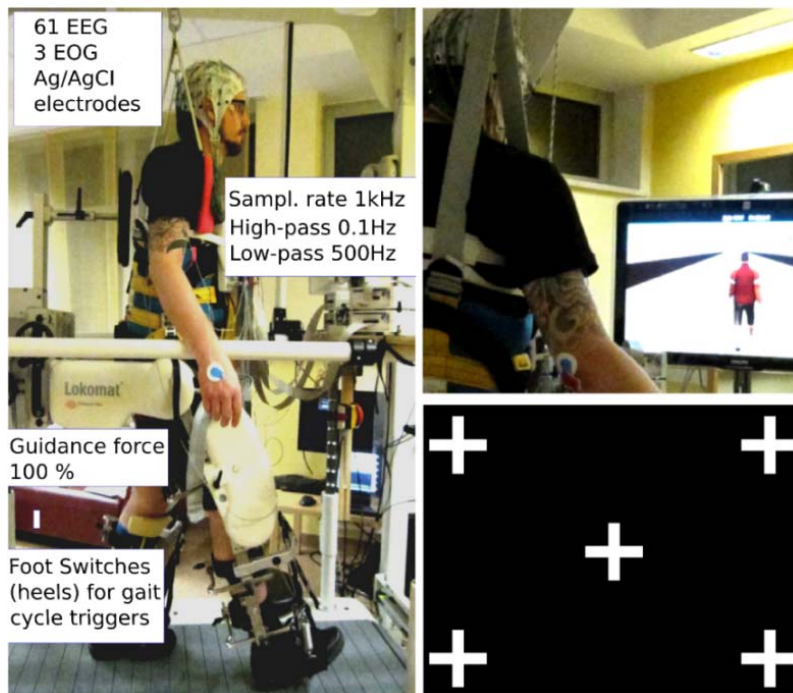 61 EEG
3 EOG
Ag/AgCl
electrodes
Sampl. rate 1kHz
High-pass 0.1Hz
Low-pass 500Hz
Lokomat
Guidance force
100 %
Foot Switches
(heels) for gait
cycle triggers